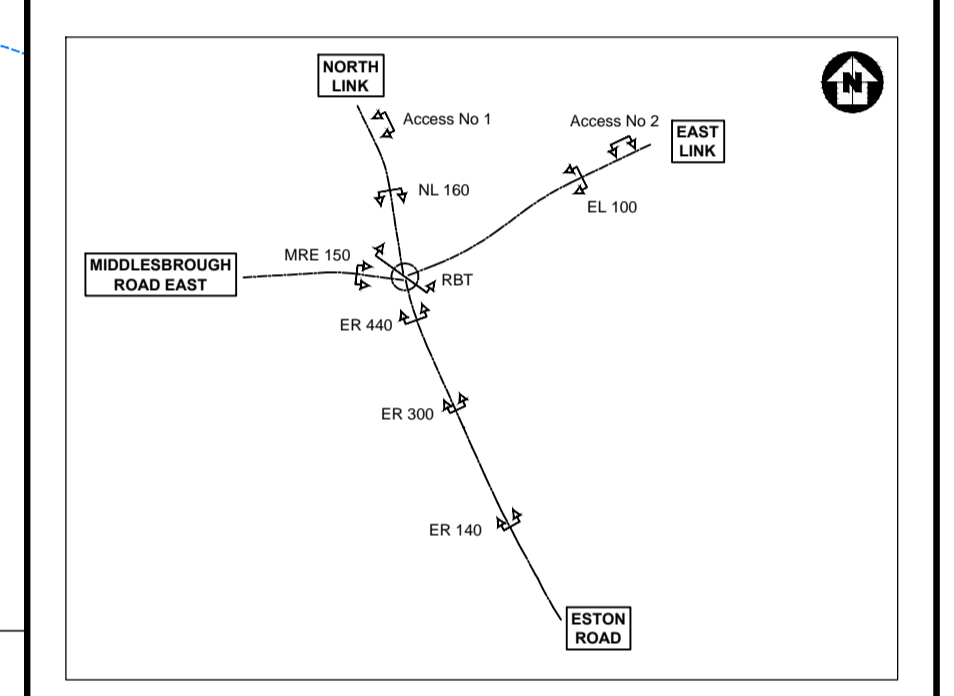 NORTH
LINK
N
Access No 1
Access No 2
EAST
LINK
NL 160
EL 100
MRE 150
MIDDLESBROUGH
ROAD EAST
RBT
ER 440
ER 300
ER 140
ESTON
ROAD